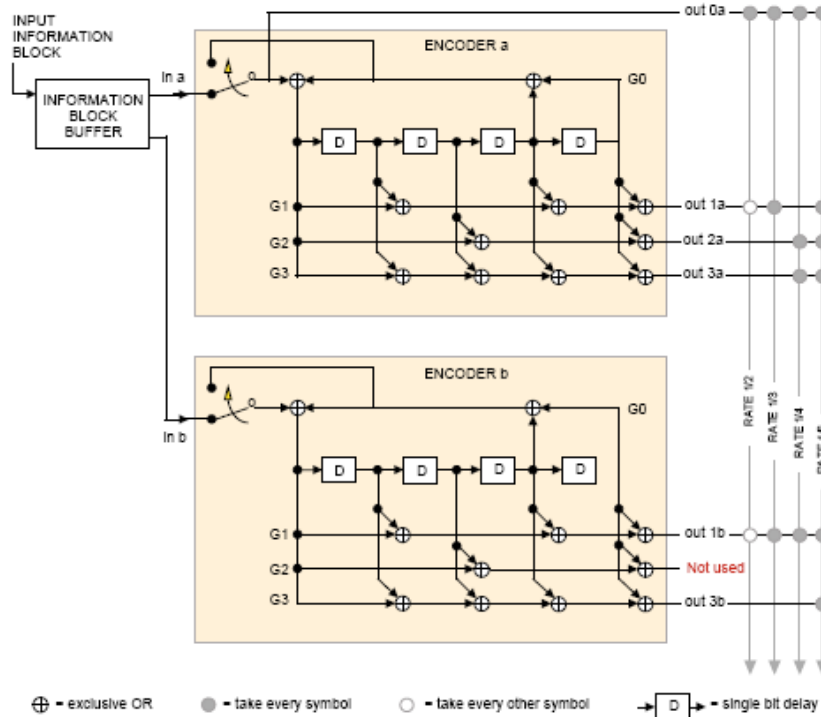 INPUT
INFORMATION
BLOCK
INFORMATION
BLOCK
BUFFER
In a
In b
ENCODER a
G0
D D D D
G1
G2
G3
out 0a
out 1a
out 2a
out 3a
ENCODER b
G0
D D D D
G1
G2
G3
out 1b
Not used
out 3b
RATE 1/2
RATE 1/3
RATE 1/4
= exclusive OR
= take every symbol
= take every other symbol
D = single bit delay